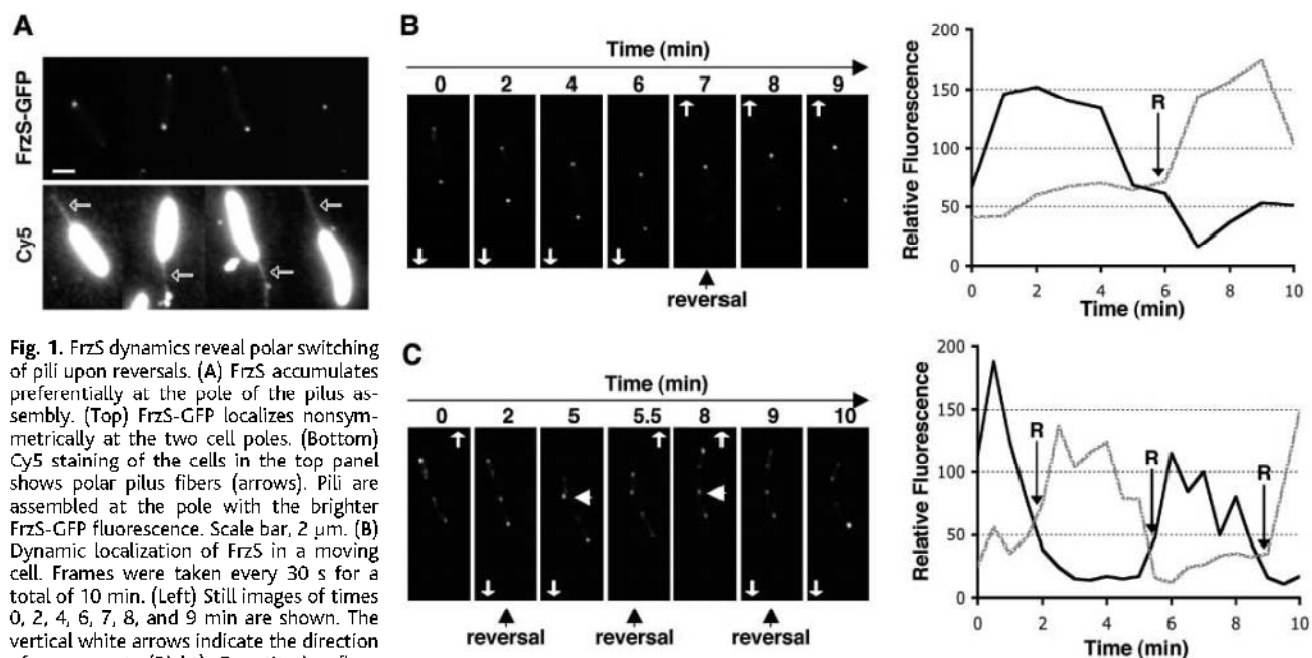 A
FrzS-GFP
Cy5
B
Time (min)
0 2 4 6 7 8 9
reversal
Relative Fluorescence
200
150
100
50
0
R
0 2 4 6 8 10
Time (min)
C
Time (min)
0 2 5 5.5 8 9 10
reversal reversal reversal
Relative Fluorescence
200
150
100
50
0
R R R
0 2 4 6 8 10
Time (min)
Fig. 1. FrzS dynamics reveal polar switching
of pili upon reversals. (A) FrzS accumulates
preferentially at the pole of the pilus as-
sembly. (Top) FrzS-GFP localizes nonsym-
metrically at the two cell poles. (Bottom)
Cy5 staining of the cells in the top panel
shows polar pilus fibers (arrows). Pili are
assembled at the pole with the brighter
FrzS-GFP fluorescence. Scale bar, 2 μm. (B)
Dynamic localization of FrzS in a moving
cell. Frames were taken every 30 s for a
total of 10 min. (Left) Still images of times
0, 2, 4, 6, 7, 8, and 9 min are shown. The
vertical white arrows indicate the direction